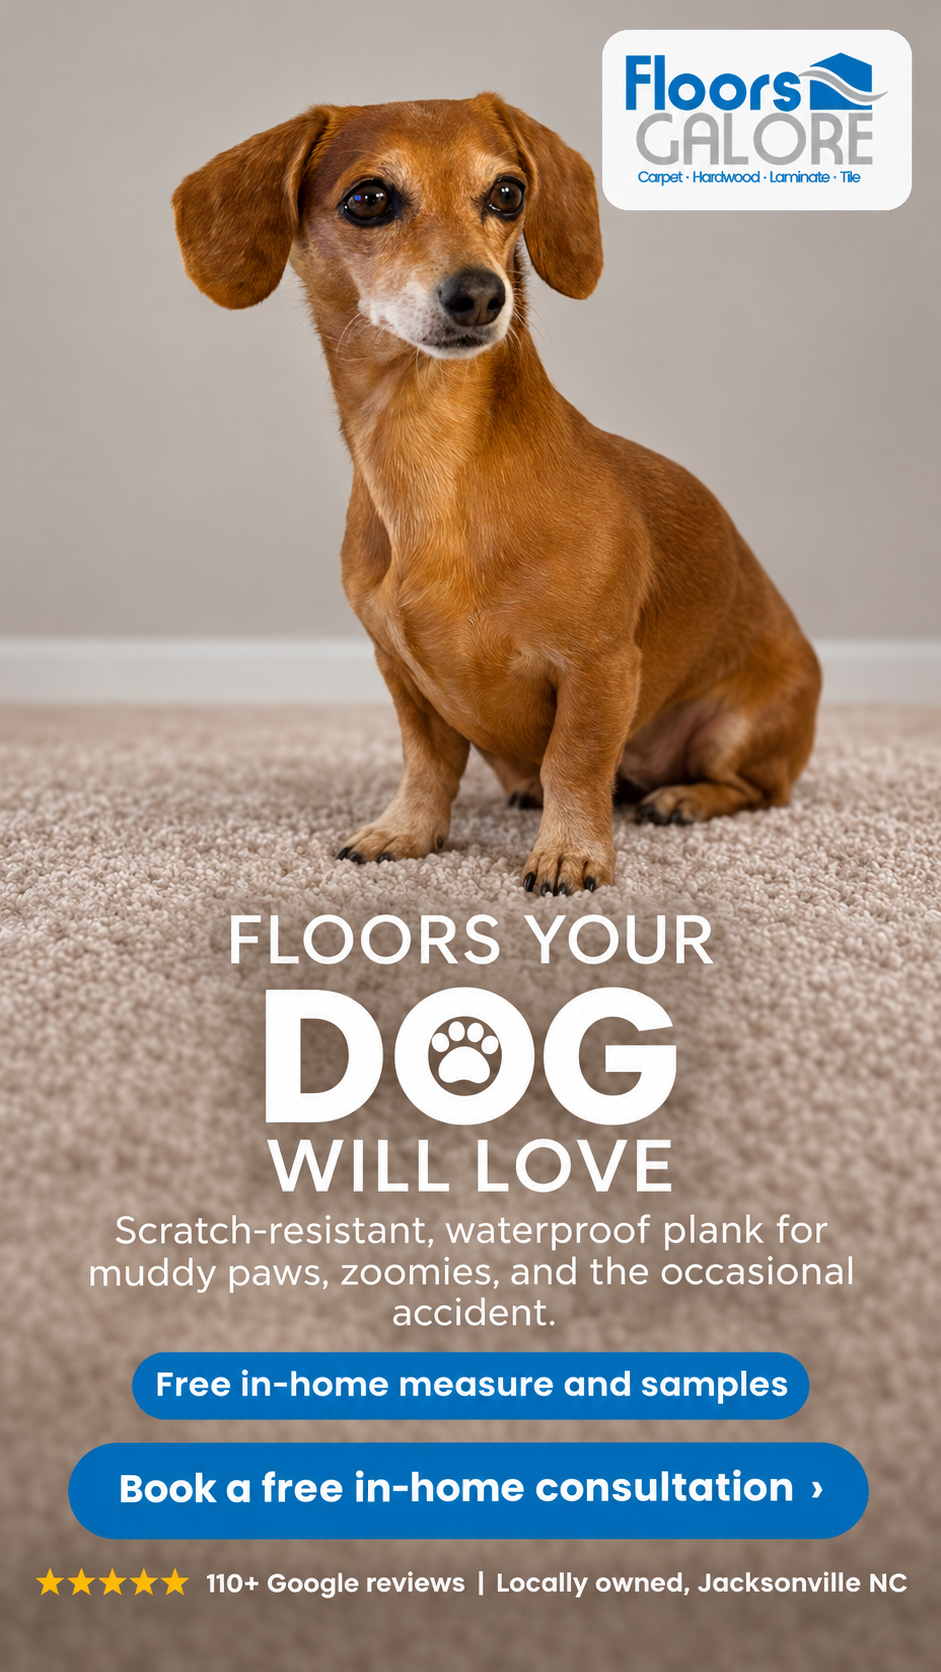 Floors
GALORE
Carpet · Hardwood · Laminate · Tile
FLOORS YOUR
DOG
WILL LOVE
Scratch-resistant, waterproof plank for
muddy paws, zoomies, and the occasional
accident.
Free in-home measure and samples
Book a free in-home consultation ›
110+ Google reviews | Locally owned, Jacksonville NC